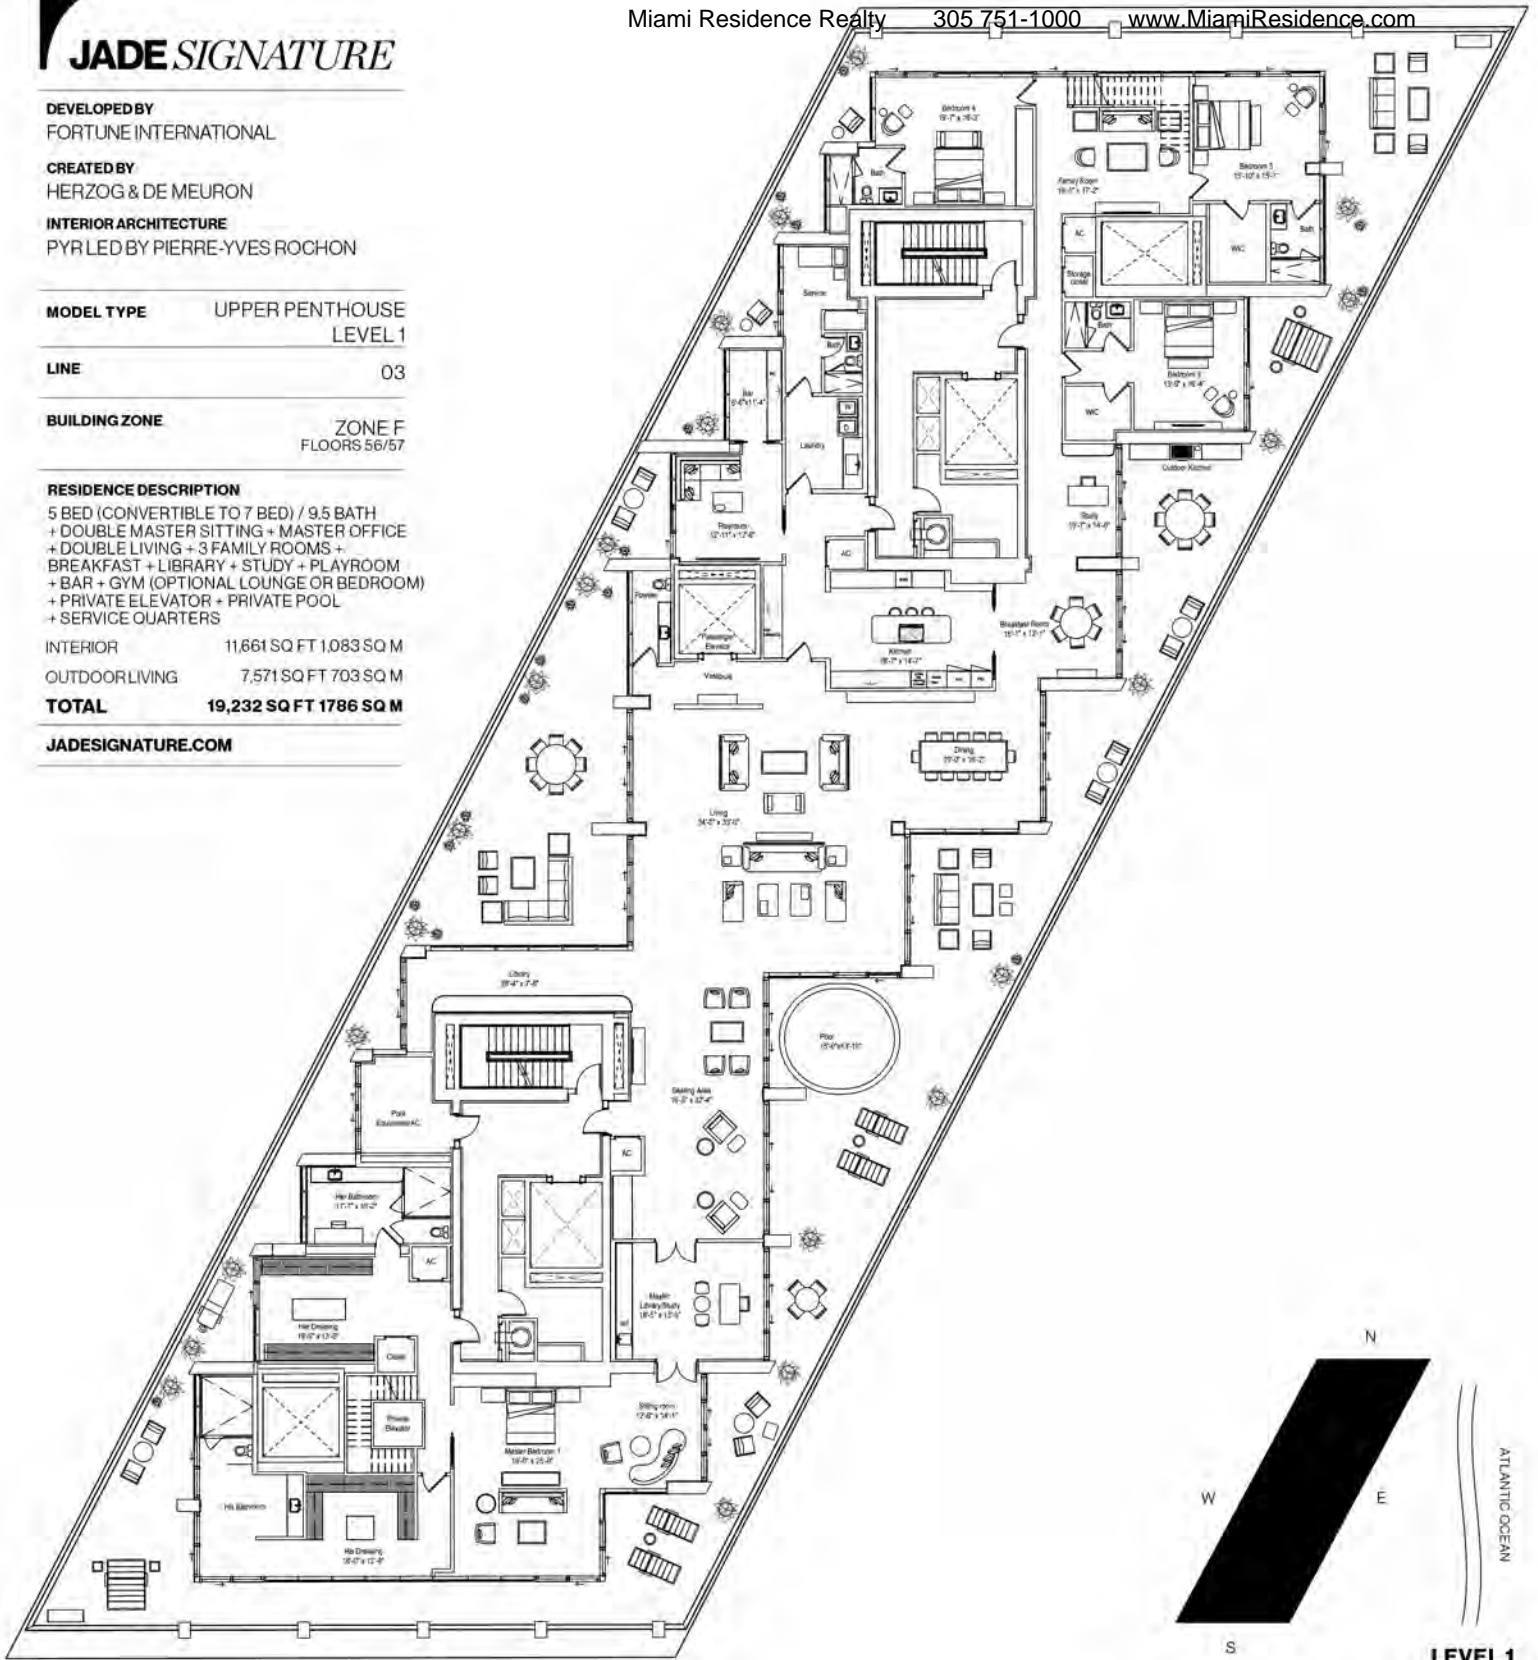 Miami Residence Realty 305 751-1000 www.MiamiResidence.com
JADE SIGNATURE
DEVELOPED BY
FORTUNE INTERNATIONAL
CREATED BY
HERZOG & DE MEURON
INTERIOR ARCHITECTURE
PYR LED BY PIERRE-YVES ROCHON
MODEL TYPE UPPER PENTHOUSE
LEVEL 1
LINE 03
BUILDING ZONE ZONE F
FLOORS 56/57
RESIDENCE DESCRIPTION
5 BED (CONVERTIBLE TO 7 BED) / 9.5 BATH
+ DOUBLE MASTER SITTING + MASTER OFFICE
+ DOUBLE LIVING + 3 FAMILY ROOMS +
BREAKFAST + LIBRARY + STUDY + PLAYROOM
+ BAR + GYM (OPTIONAL LOUNGE OR BEDROOM)
+ PRIVATE ELEVATOR + PRIVATE POOL
+ SERVICE QUARTERS
INTERIOR 11,661 SQ FT 1,083 SQ M
OUTDOOR LIVING 7,571 SQ FT 703 SQ M
TOTAL 19,232 SQ FT 1786 SQ M
JADESIGNATURE.COM
Bedroom 4
Bath
Family Room
Bedroom 5
Bath
WIC
AC
Storage
closet
Service
Bath
Bath
Bedroom 3
WIC
Bar
Laundry
W
D
Outdoor Kitchen
Study
Playroom
AC
Powder
Passenger
Elevator
Vestibule
Kitchen
Breakfast Room
Dining
Living
Library
Pool
Seating Area
Pool
Equipment/AC
AC
Her Bathroom
AC
Master
Library/Study
Her Dressing
Closet
Private
Elevator
Sitting room
Master Bedroom 1
His Bathroom
His Dressing
N
W
E
S
ATLANTIC OCEAN
LEVEL 1